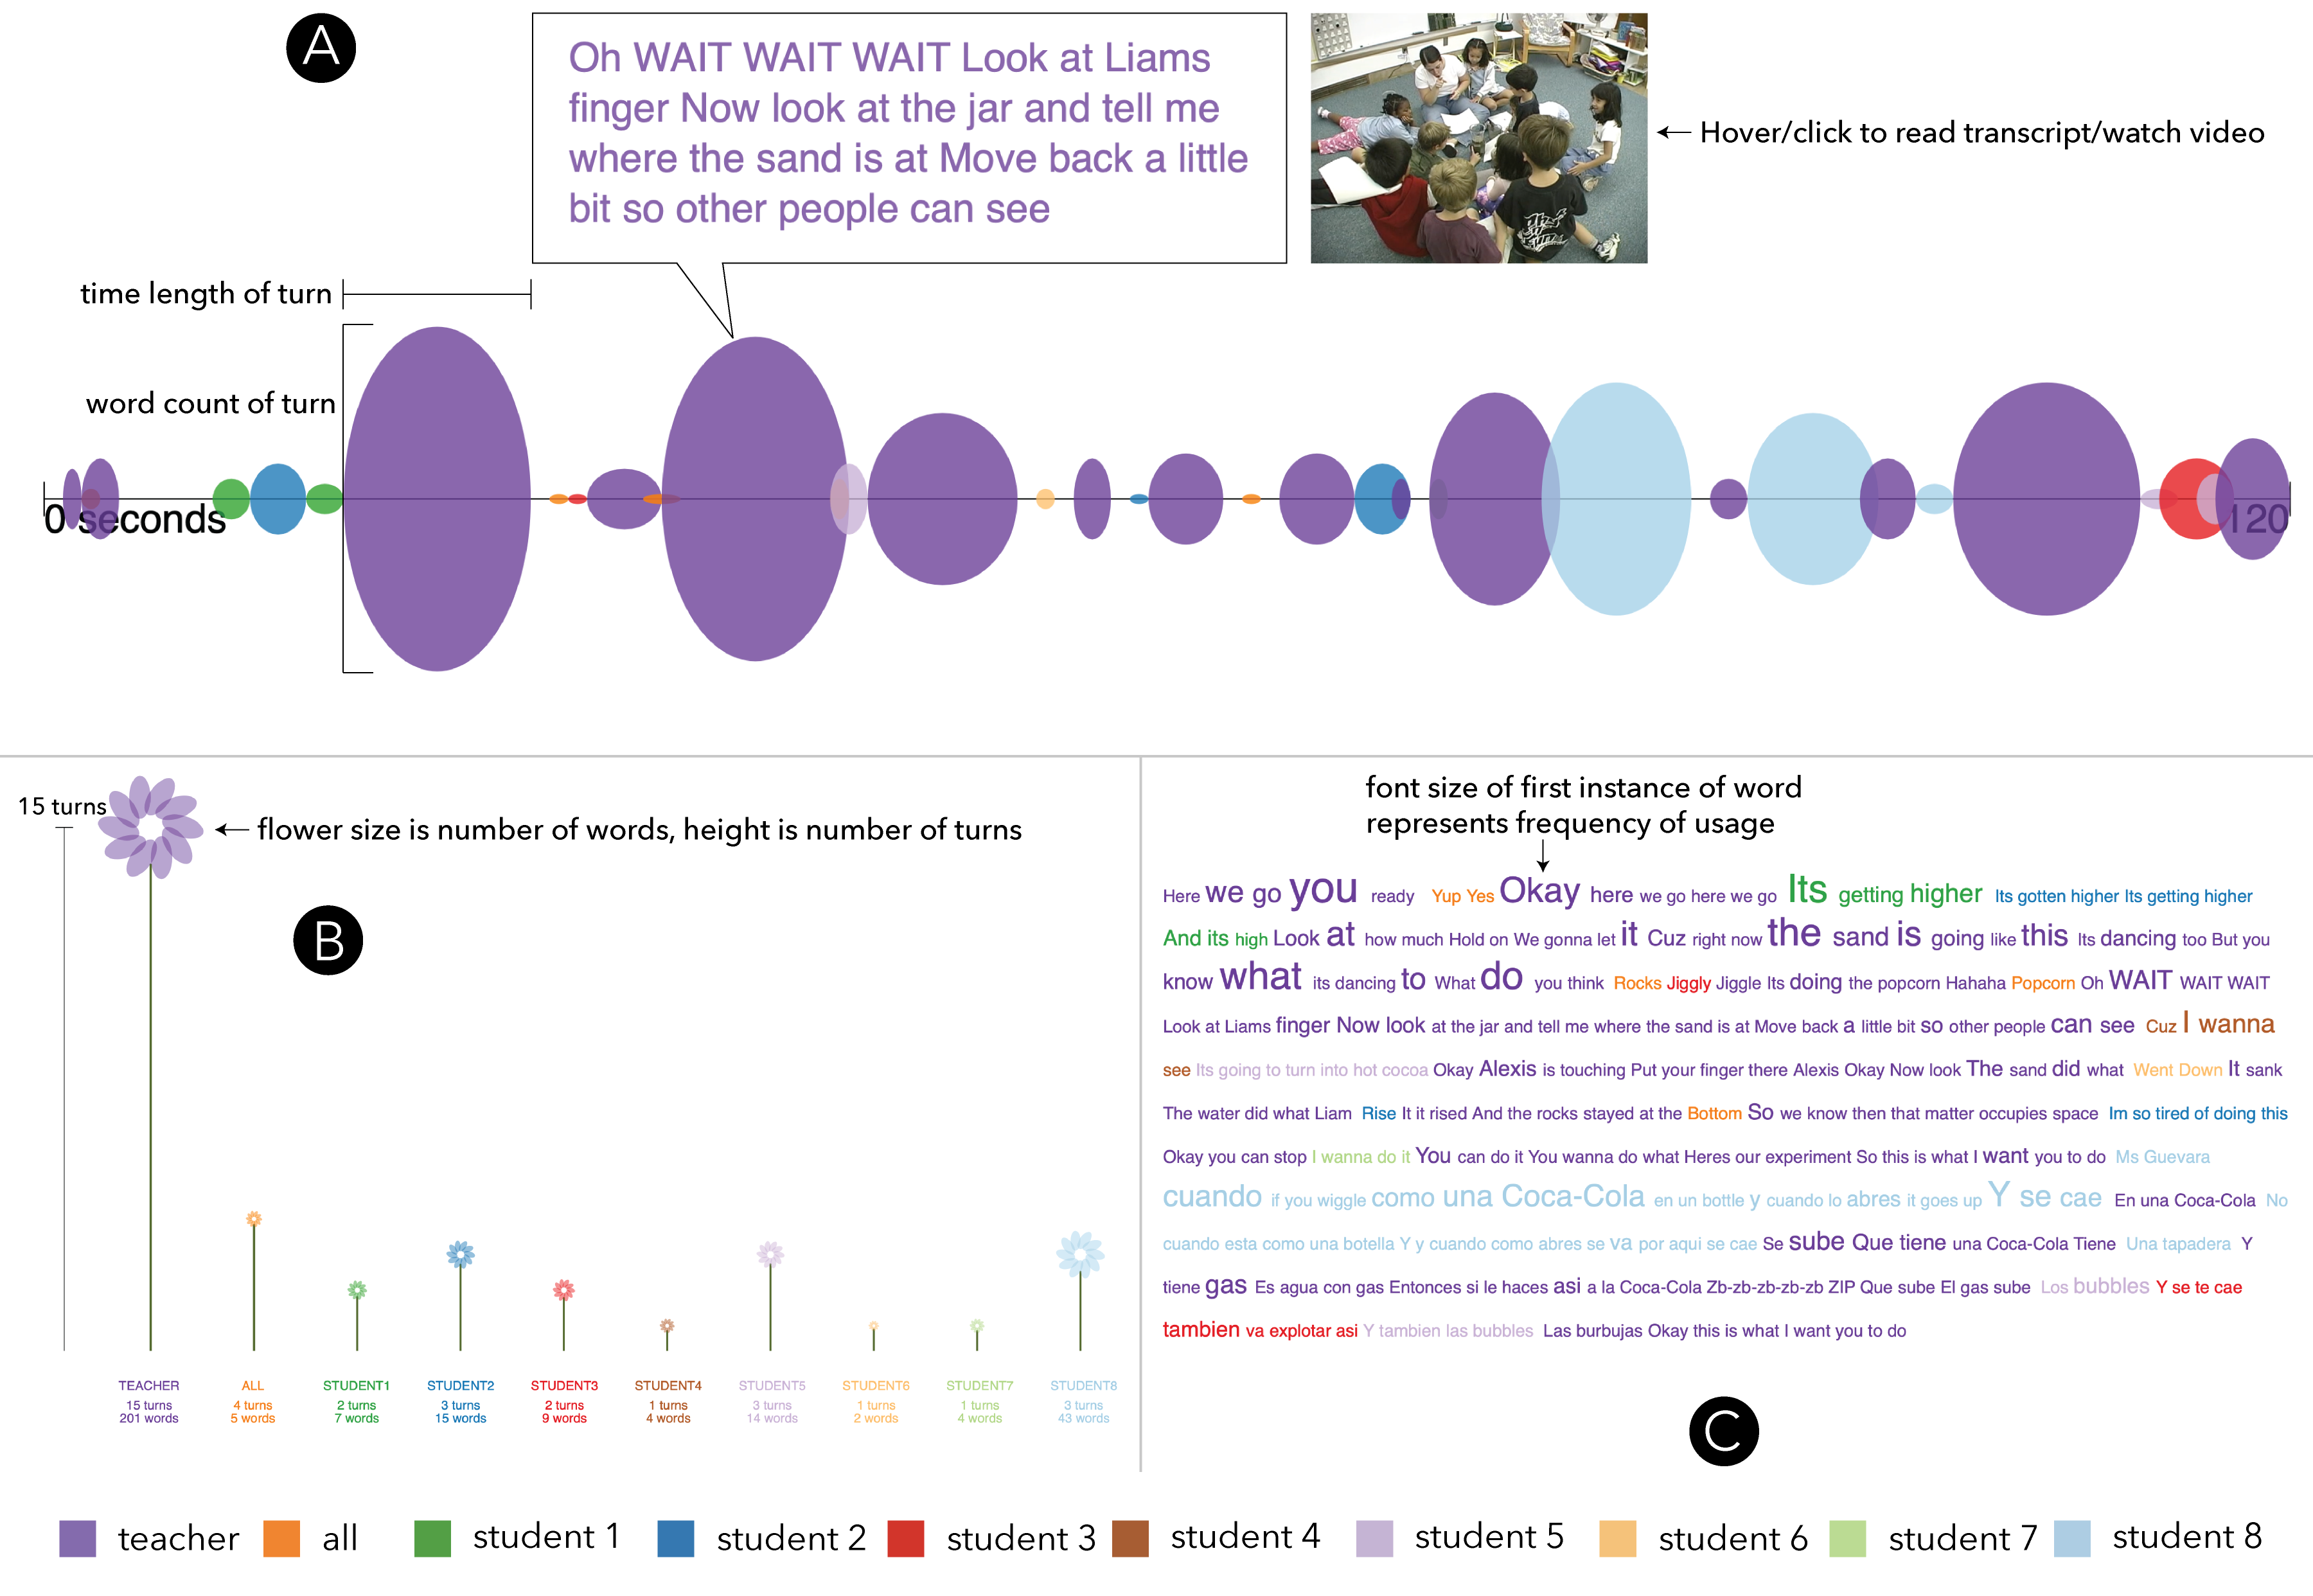 A
Oh WAIT WAIT WAIT Look at Liams
finger Now look at the jar and tell me
where the sand is at Move back a little
bit so other people can see
Hover/click to read transcript/watch video
time length of turn
word count of turn
0 seconds
120
15 turns
flower size is number of words, height is number of turns
B
TEACHER
15 turns
201 words
ALL
4 turns
5 words
STUDENT1
2 turns
7 words
STUDENT2
3 turns
15 words
STUDENT3
2 turns
9 words
STUDENT4
1 turns
4 words
STUDENT5
3 turns
14 words
STUDENT6
1 turns
2 words
STUDENT7
1 turns
4 words
STUDENT8
3 turns
43 words
font size of first instance of word
represents frequency of usage
Here we go you ready Yup Yes Okay here we go here we go Its getting higher Its gotten higher Its getting higher
And its high Look at how much Hold on We gonna let it Cuz right now the sand is going like this Its dancing too But you
know what its dancing to What do you think Rocks Jiggly Jiggle Its doing the popcorn Hahaha Popcorn Oh WAIT WAIT WAIT
Look at Liams finger Now look at the jar and tell me where the sand is at Move back a little bit so other people can see Cuz I wanna
see Its going to turn into hot cocoa Okay Alexis is touching Put your finger there Alexis Okay Now look The sand did what Went Down It sank
The water did what Liam Rise It it rised And the rocks stayed at the Bottom So we know then that matter occupies space Im so tired of doing this
Okay you can stop I wanna do it You can do it You wanna do what Heres our experiment So this is what I want you to do Ms Guevara
cuando if you wiggle como una Coca-Cola en un bottle y cuando lo abres it goes up Y se cae En una Coca-Cola No
cuando esta como una botella Y y cuando como abres se va por aqui se cae Se sube Que tiene una Coca-Cola Tiene Una tapadera Y
tiene gas Es agua con gas Entonces si le haces asi a la Coca-Cola Zb-zb-zb-zb-zb ZIP Que sube El gas sube Los bubbles Y se te cae
tambien va explotar asi Y tambien las bubbles Las burbujas Okay this is what I want you to do
C
teacher
all
student 1
student 2
student 3
student 4
student 5
student 6
student 7
student 8